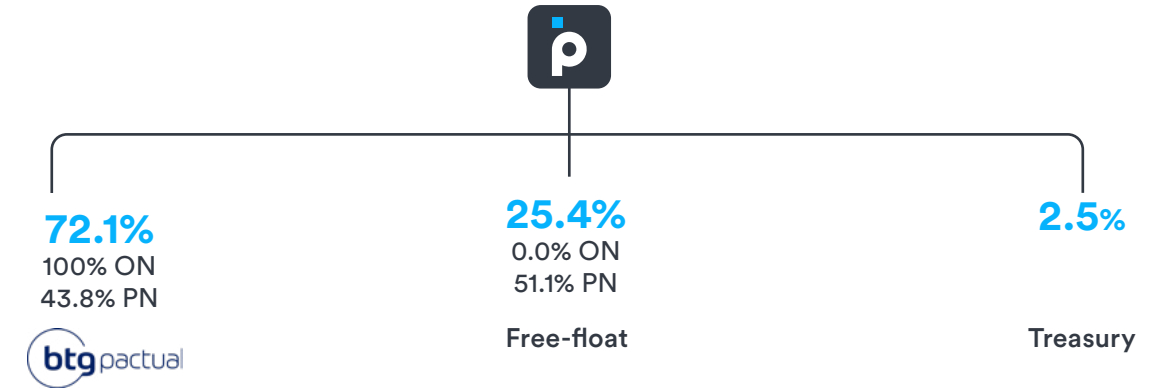 p
72.1%
100% ON
43.8% PN
btg pactual
25.4%
0.0% ON
51.1% PN
Free-float
2.5%
Treasury